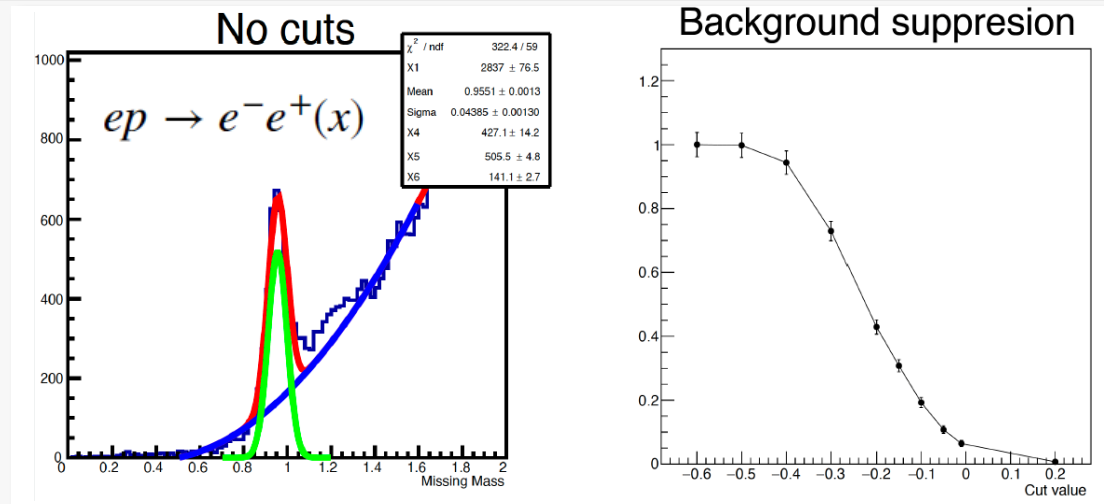 No cuts
ep → e⁻e⁺(x)
χ² / ndf 322.4 / 59
X1 2837 ± 76.5
Mean 0.9551 ± 0.0013
Sigma 0.04385 ± 0.00130
X4 427.1 ± 14.2
X5 505.5 ± 4.8
X6 141.1 ± 2.7
1000
800
600
400
200
0
0 0.2 0.4 0.6 0.8 1 1.2 1.4 1.6 1.8 2
Missing Mass
Background suppresion
1.2
1
0.8
0.6
0.4
0.2
0
−0.6 −0.5 −0.4 −0.3 −0.2 −0.1 0 0.1 0.2
Cut value